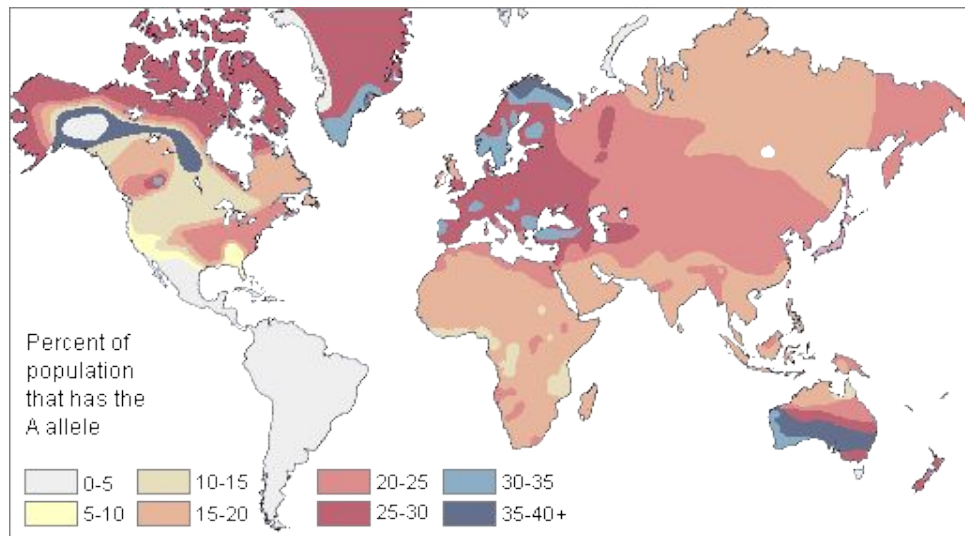 Percent of
population
that has the
A allele
0-5
10-15
20-25
30-35
5-10
15-20
25-30
35-40+